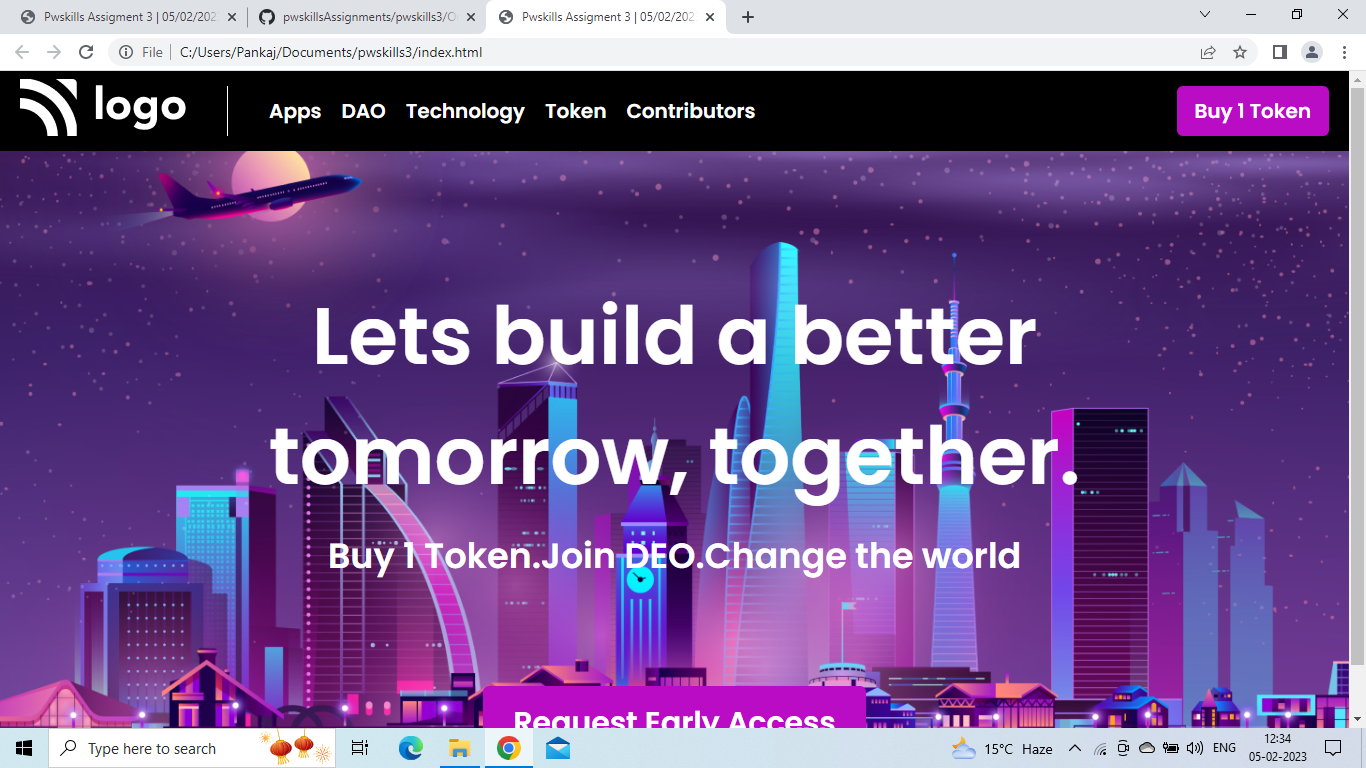 Pwskills Assigment 3 | 05/02/202
pwskillsAssignments/pwskills3/O
Pwskills Assigment 3 | 05/02/202
File
C:/Users/Pankaj/Documents/pwskills3/index.html
logo
Apps DAO Technology Token Contributors
Buy 1 Token
Lets build a better
tomorrow, together.
Buy 1 Token.Join DEO.Change the world
Request Early Access
Type here to search
15°C Haze
ENG
12:34
05-02-2023